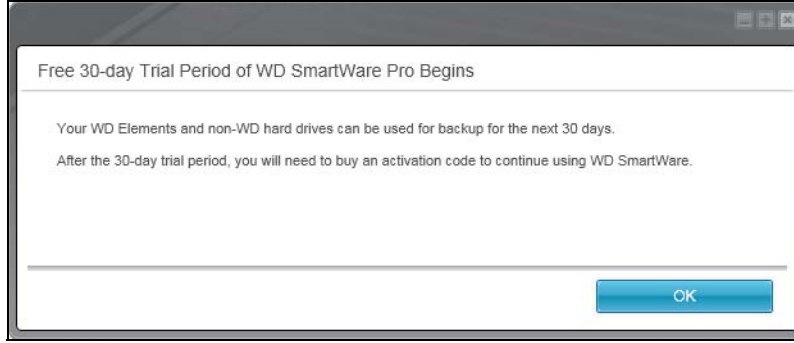 Free 30-day Trial Period of WD SmartWare Pro Begins
Your WD Elements and non-WD hard drives can be used for backup for the next 30 days.
After the 30-day trial period, you will need to buy an activation code to continue using WD SmartWare.
OK